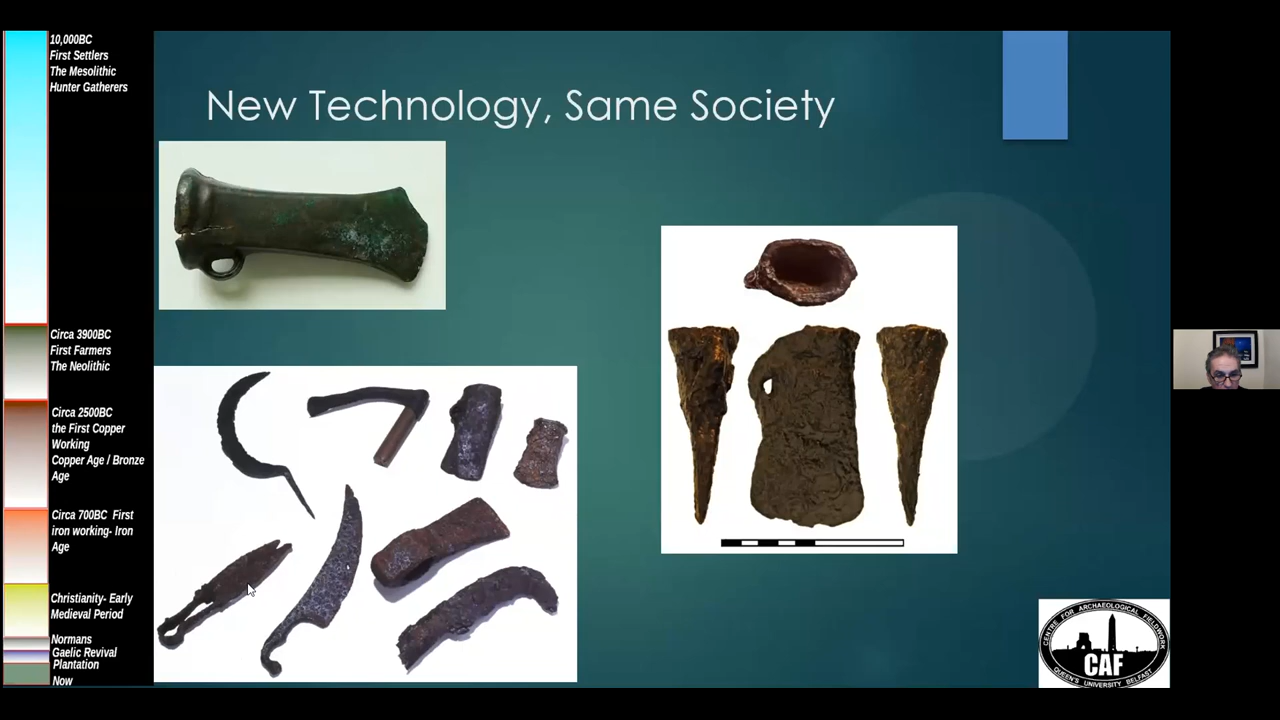 10,000BC
First Settlers
The Mesolithic
Hunter Gatherers
Circa 3900BC
First Farmers
The Neolithic
Circa 2500BC
the First Copper
Working
Copper Age / Bronze
Age
Circa 700BC First
iron working- Iron
Age
Christianity- Early
Medieval Period
Normans
Gaelic Revival
Plantation
Now
New Technology, Same Society
CENTRE FOR ARCHAEOLOGICAL FIELDWORK
CAF
QUEEN'S UNIVERSITY BELFAST